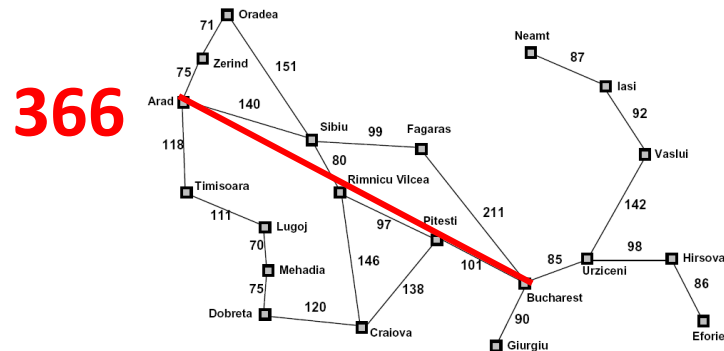 71
Oradea
Neamt
87
Zerind
151
75
Iasi
366
Arad
140
92
Sibiu
99
Fagaras
118
80
Vaslui
Rimnicu Vilcea
Timisoara
142
111
211
Lugoj
97
Pitesti
98
70
146
101
85
Hirsova
Mehadia
Urziceni
138
86
75
Bucharest
120
Dobreta
90
Craiova
Eforie
Giurgiu